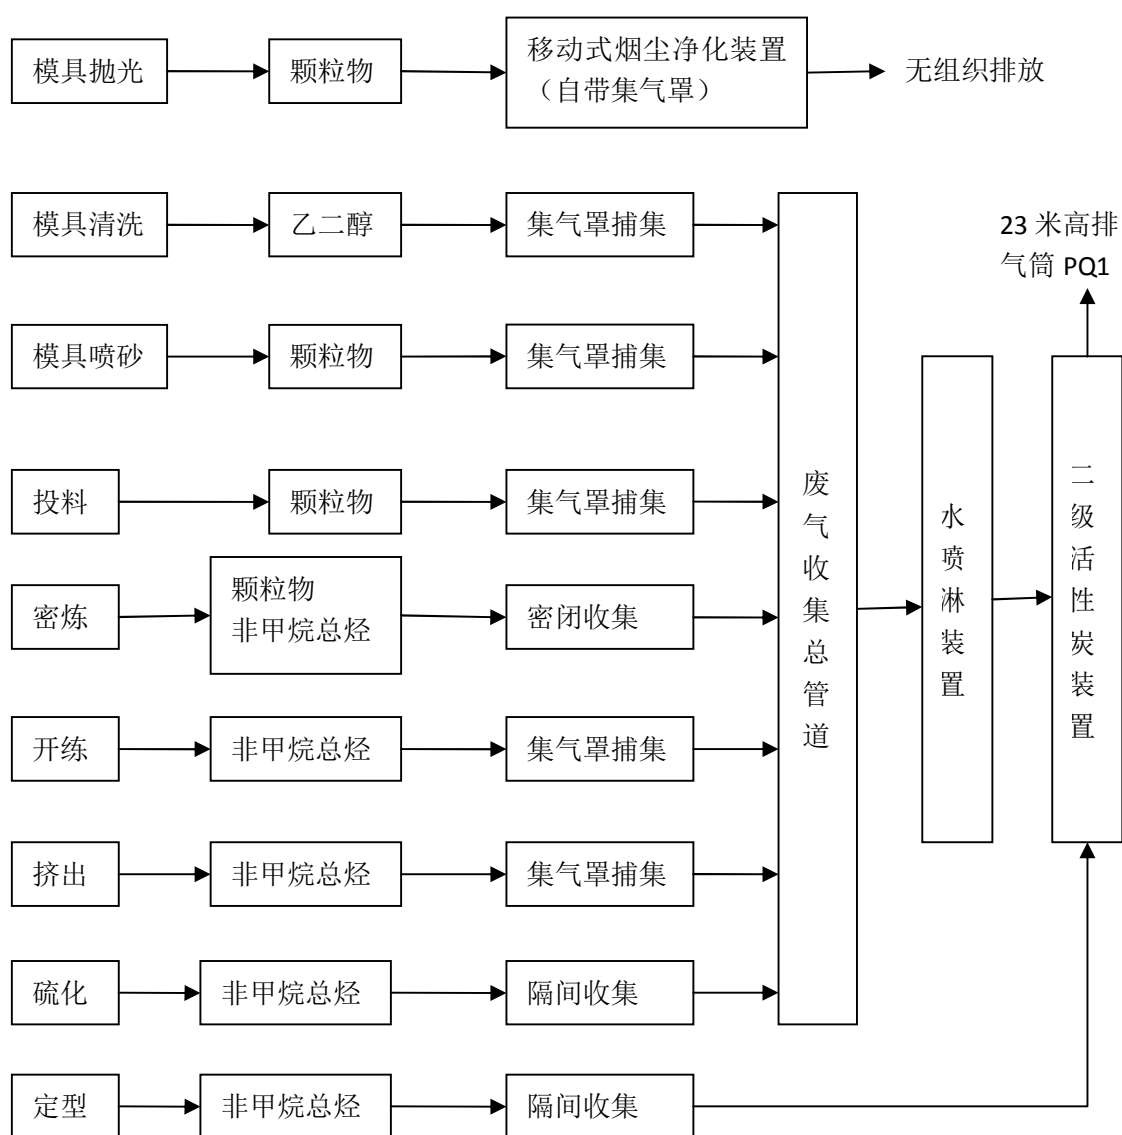 模具抛光
颗粒物
移动式烟尘净化装置
（自带集气罩）
无组织排放
模具清洗
乙二醇
集气罩捕集
23 米高排
气筒 PQ1
模具喷砂
颗粒物
集气罩捕集
投料
颗粒物
集气罩捕集
密炼
颗粒物
非甲烷总烃
密闭收集
开练
非甲烷总烃
集气罩捕集
挤出
非甲烷总烃
集气罩捕集
硫化
非甲烷总烃
隔间收集
定型
非甲烷总烃
隔间收集
废气收集总管道
水喷淋装置
二级活性炭装置